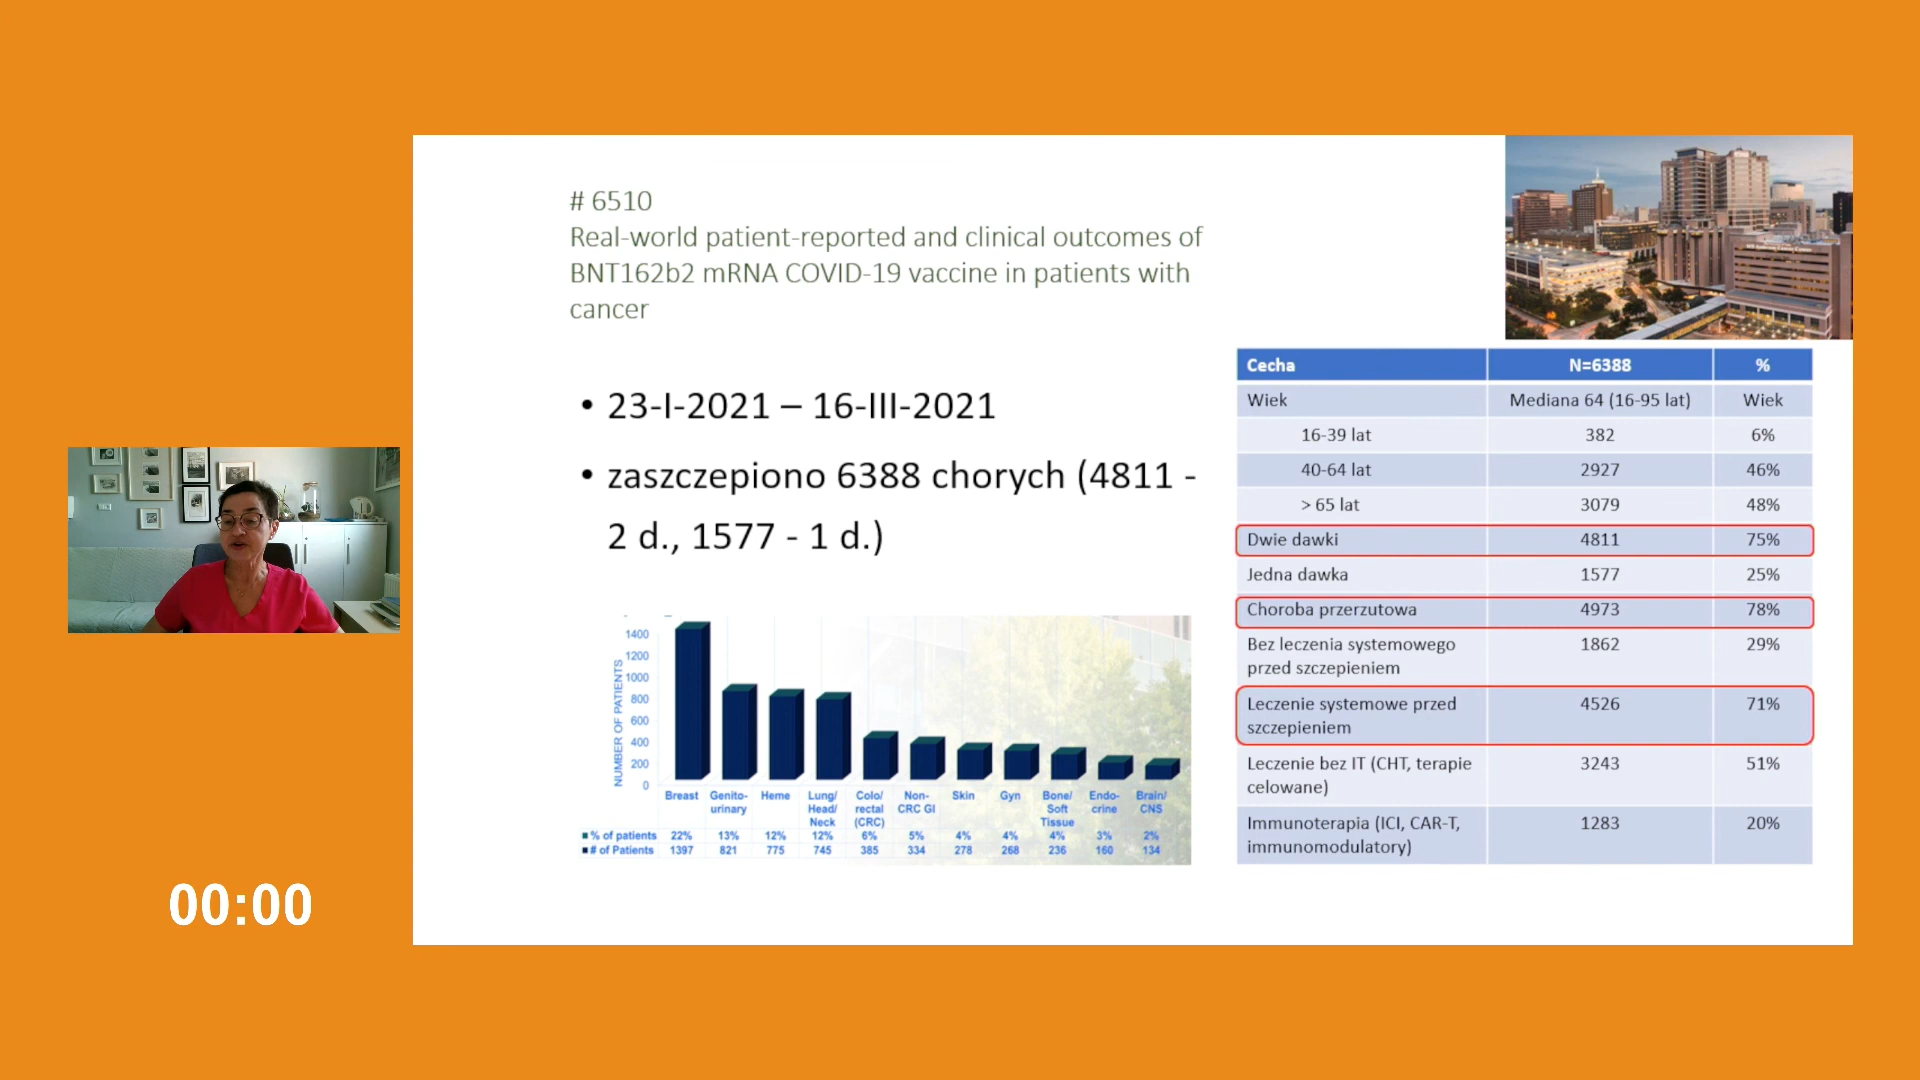 # 6510
Real-world patient-reported and clinical outcomes of
BNT162b2 mRNA COVID-19 vaccine in patients with
cancer
• 23-I-2021 – 16-III-2021
• zaszczepiono 6388 chorych (4811 -
2 d., 1577 - 1 d.)
NUMBER OF PATIENTS
1400
1200
1000
800
600
400
200
0
Breast Genito-urinary Heme Lung/Head/Neck Colo/rectal (CRC) Non-CRC GI Skin Gyn Bone/Soft Tissue Endo-crine Brain/CNS
% of patients 22% 13% 12% 12% 6% 5% 4% 4% 4% 3% 2%
# of Patients 1397 821 775 745 385 334 278 268 236 160 134
Cecha N=6388 %
Wiek Mediana 64 (16-95 lat) Wiek
16-39 lat 382 6%
40-64 lat 2927 46%
> 65 lat 3079 48%
Dwie dawki 4811 75%
Jedna dawka 1577 25%
Choroba przerzutowa 4973 78%
Bez leczenia systemowego 1862 29%
przed szczepieniem
Leczenie systemowe przed 4526 71%
szczepieniem
Leczenie bez IT (CHT, terapie 3243 51%
celowane)
Immunoterapia (ICI, CAR-T, 1283 20%
immunomodulatory)
00:00